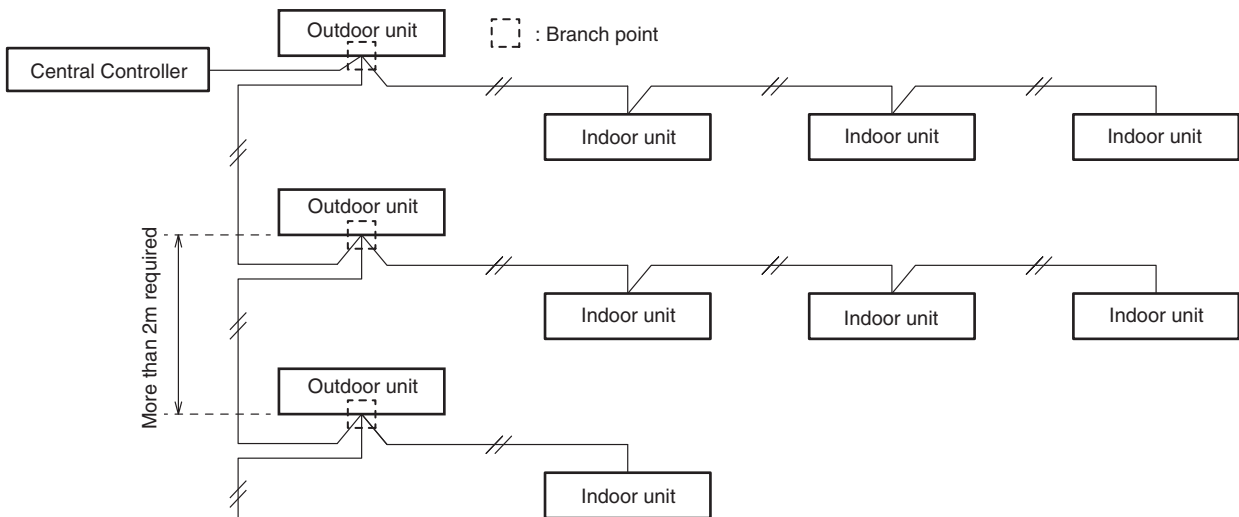 Outdoor unit
: Branch point
Central Controller
Indoor unit
Indoor unit
Indoor unit
Outdoor unit
More than 2m required
Indoor unit
Indoor unit
Indoor unit
Outdoor unit
Indoor unit